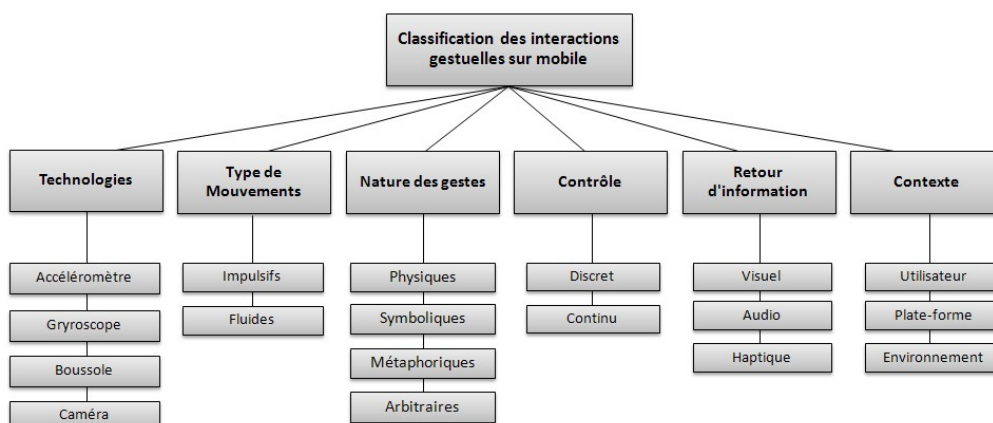 Classification des interactions
gestuelles sur mobile
Technologies
Type de
Mouvements
Nature des gestes
Contrôle
Retour
d'information
Contexte
Accéléromètre
Gryroscope
Boussole
Caméra
Impulsifs
Fluides
Physiques
Symboliques
Métaphoriques
Arbitraires
Discret
Continu
Visuel
Audio
Haptique
Utilisateur
Plate-forme
Environnement